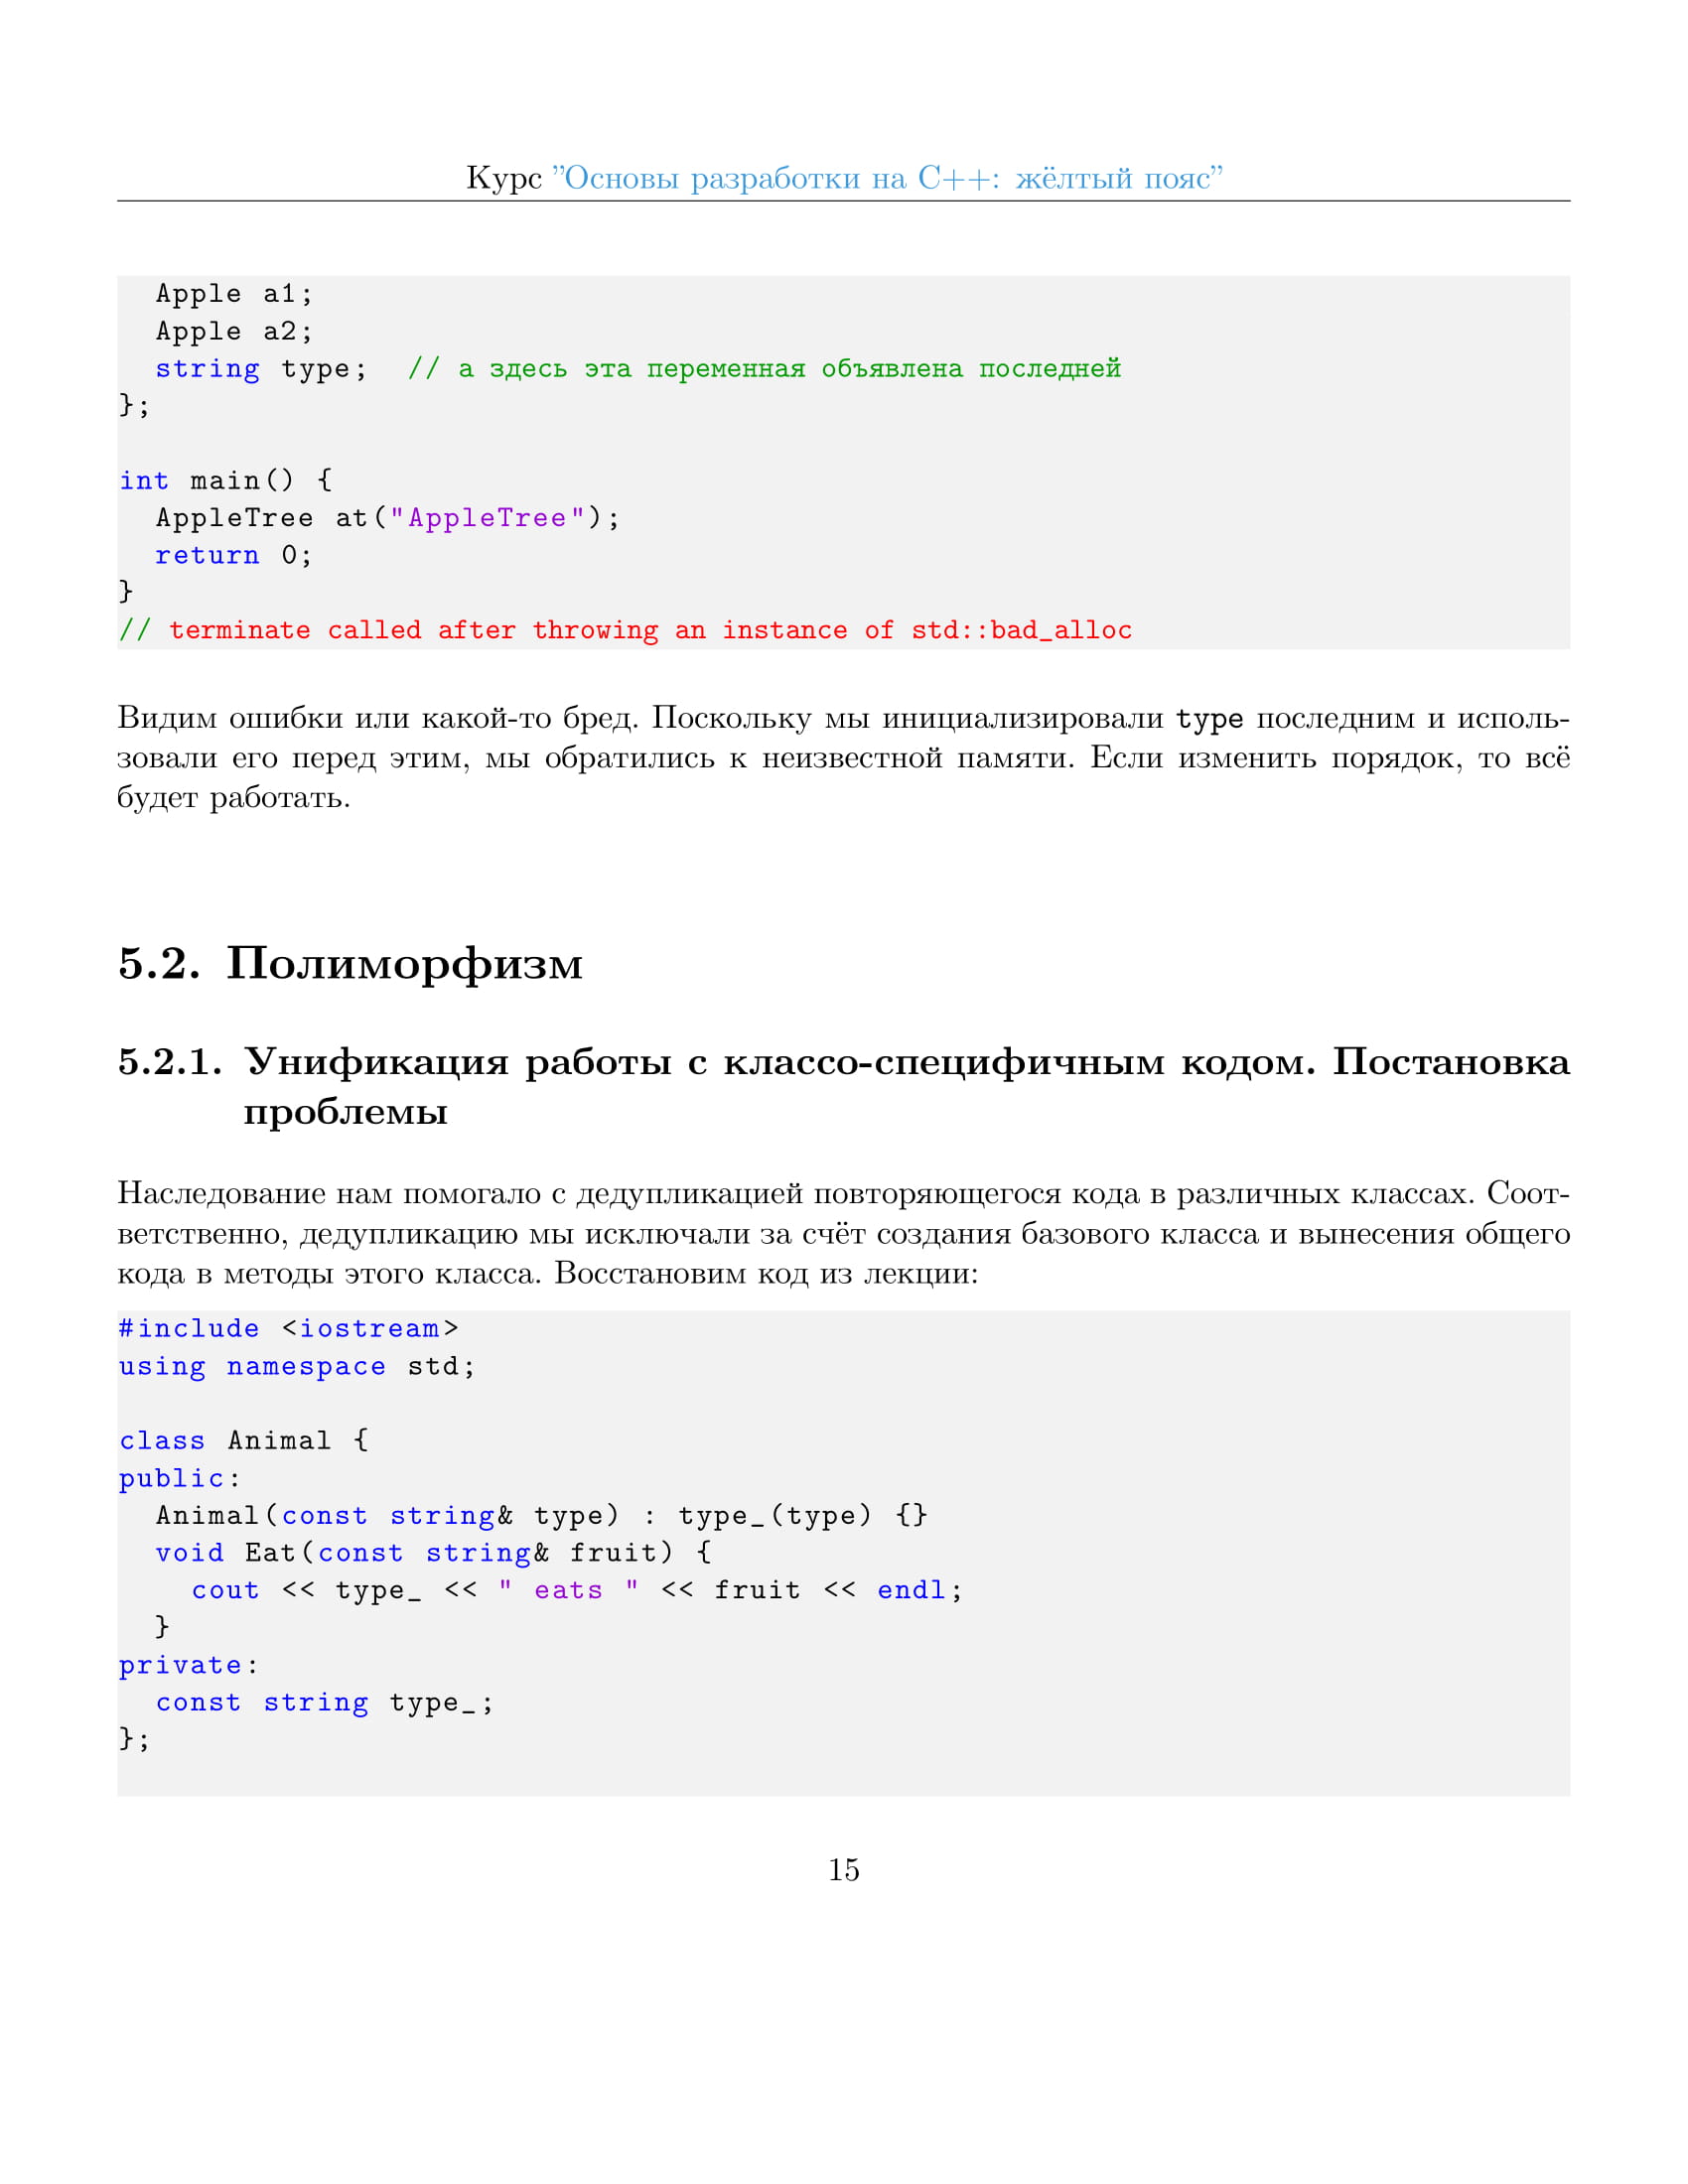 Курс ”Основы разработки на C++: жёлтый пояс”
  Apple a1;
  Apple a2;
  string type;  // а здесь эта переменная объявлена последней
};

int main() {
  AppleTree at("AppleTree");
  return 0;
}
// terminate called after throwing an instance of std::bad_alloc
Видим ошибки или какой-то бред. Поскольку мы инициализировали type последним и исполь-
зовали его перед этим, мы обратились к неизвестной памяти. Если изменить порядок, то всё
будет работать.
5.2. Полиморфизм
5.2.1. Унификация работы с классо-специфичным кодом. Постановка
проблемы
Наследование нам помогало с дедупликацией повторяющегося кода в различных классах. Соот-
ветственно, дедупликацию мы исключали за счёт создания базового класса и вынесения общего
кода в методы этого класса. Восстановим код из лекции:
#include <iostream>
using namespace std;

class Animal {
public:
  Animal(const string& type) : type_(type) {}
  void Eat(const string& fruit) {
    cout << type_ << " eats " << fruit << endl;
  }
private:
  const string type_;
};
15